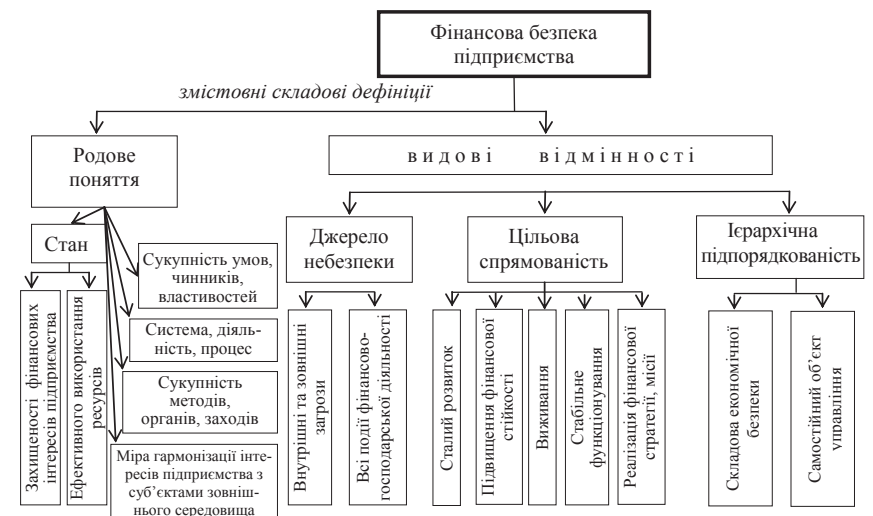 Фінансова безпека
підприємства
змістовні складові дефініції
Родове
поняття
видові відмінності
Стан
Сукупність умов,
чинників,
властивостей
Джерело
небезпеки
Цільова
спрямованість
Ієрархічна
підпорядкованість
Захищеності фінансових
інтересів підприємства
Ефективного використання
ресурсів
Система, діяль-
ність, процес
Сукупність
методів,
органів, заходів
Міра гармонізації інте-
ресів підприємства з
суб’єктами зовніш-
нього середовища
Внутрішні та зовнішні
загрози
Всі події фінансово-
господарської діяльності
Сталий розвиток
Підвищення фінансової
стійкості
Виживання
Стабільне
функціонування
Реалізація фінансової
стратегії, місії
Складова економічної
безпеки
Самостійний об’єкт
управління